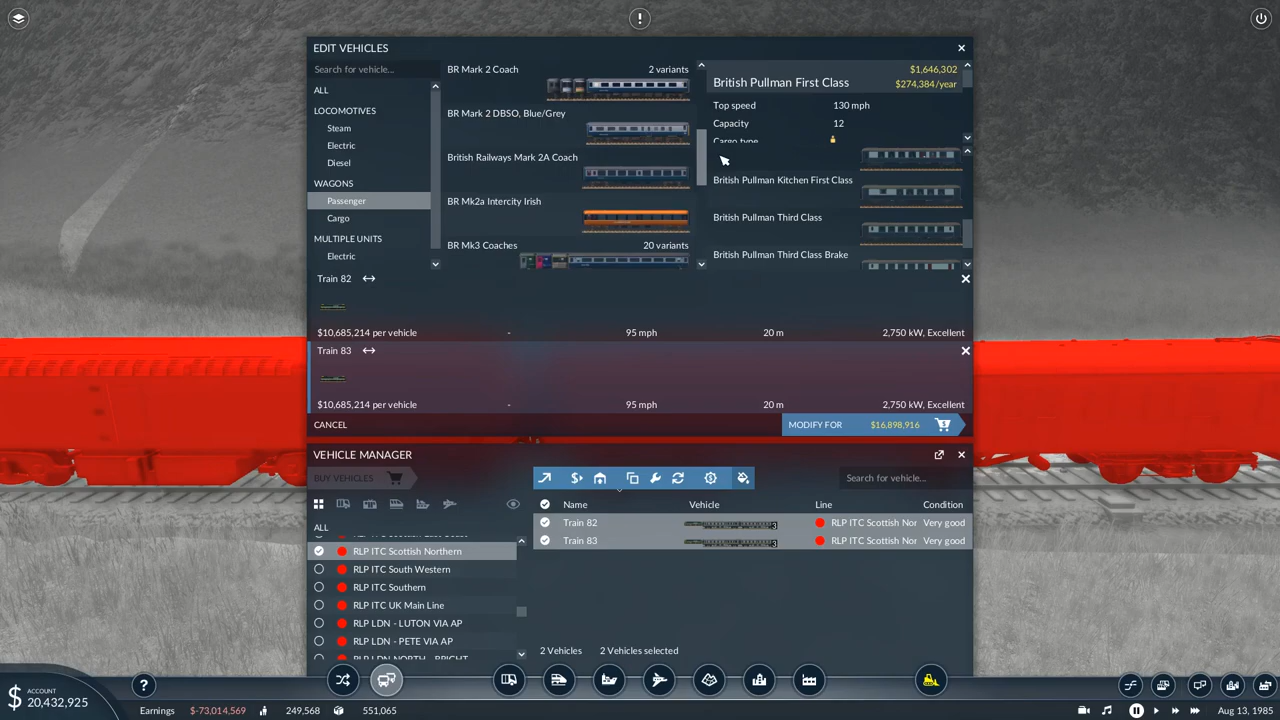 EDIT VEHICLES
Search for vehicle...
ALL
LOCOMOTIVES
Steam
Electric
Diesel
WAGONS
Passenger
Cargo
MULTIPLE UNITS
Electric
BR Mark 2 Coach 2 variants
BR Mark 2 DBSO, Blue/Grey
British Railways Mark 2A Coach
BR Mk2a Intercity Irish
BR Mk3 Coaches 20 variants
$1,646,302
British Pullman First Class $274,384/year
Top speed 130 mph
Capacity 12
Cargo type
British Pullman Kitchen First Class
British Pullman Third Class
British Pullman Third Class Brake
Train 82
$10,685,214 per vehicle - 95 mph 20 m 2,750 kW, Excellent
Train 83
$10,685,214 per vehicle - 95 mph 20 m 2,750 kW, Excellent
CANCEL MODIFY FOR $16,898,916
VEHICLE MANAGER
BUY VEHICLES
Search for vehicle...
Name Vehicle Line Condition
Train 82 3 RLP ITC Scottish Nor Very good
Train 83 3 RLP ITC Scottish Nor Very good
ALL
RLP ITC Scottish Northern
RLP ITC South Western
RLP ITC Southern
RLP ITC UK Main Line
RLP LDN - LUTON VIA AP
RLP LDN - PETE VIA AP
RLP LDN NORTH - BRIGHT
2 Vehicles 2 Vehicles selected
$ ACCOUNT
20,432,925
?
Earnings $-73,014,569 249,568 551,065
Aug 13, 1985